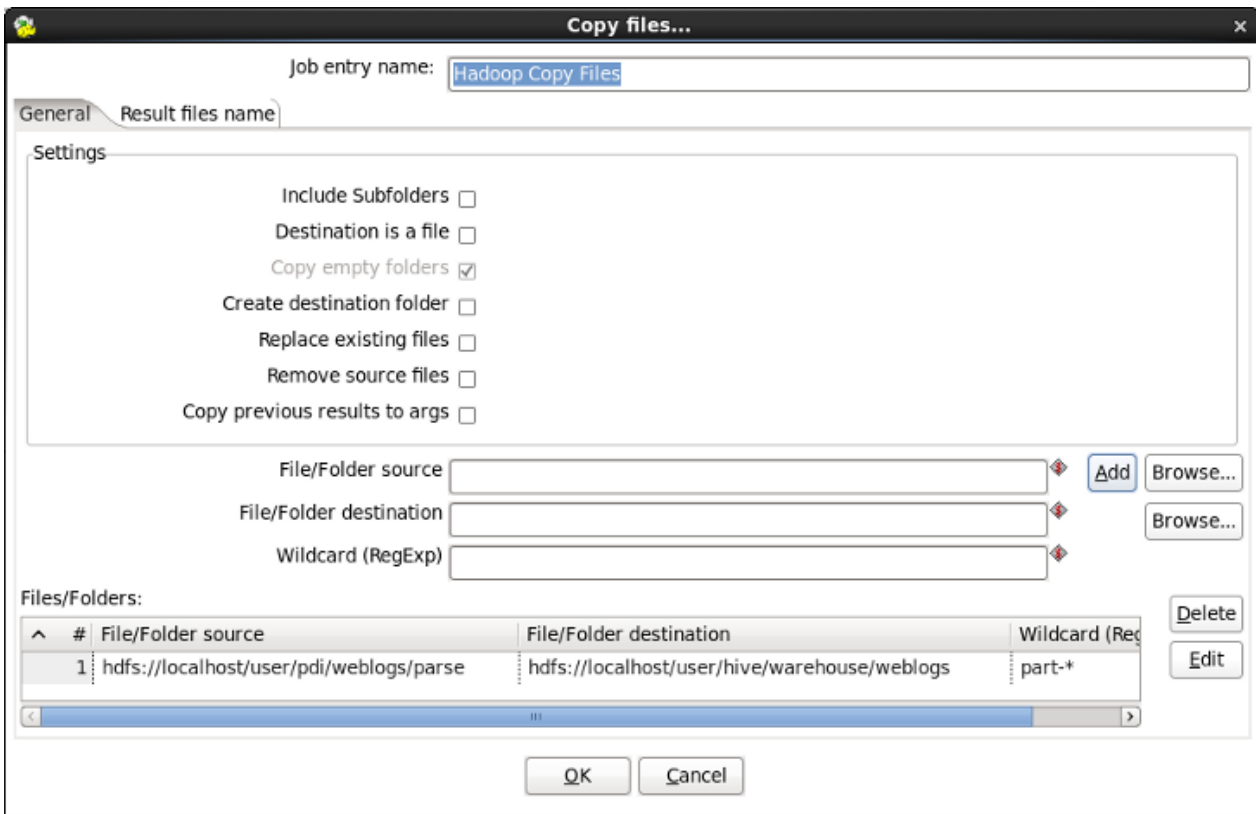 Copy files...
Job entry name: Hadoop Copy Files
General Result files name
Settings
Include Subfolders
Destination is a file
Copy empty folders
Create destination folder
Replace existing files
Remove source files
Copy previous results to args
File/Folder source Add Browse...
File/Folder destination Browse...
Wildcard (RegExp)
Files/Folders:
Delete
# File/Folder source File/Folder destination Wildcard (Reg
1 hdfs://localhost/user/pdi/weblogs/parse hdfs://localhost/user/hive/warehouse/weblogs part-*
Edit
OK Cancel